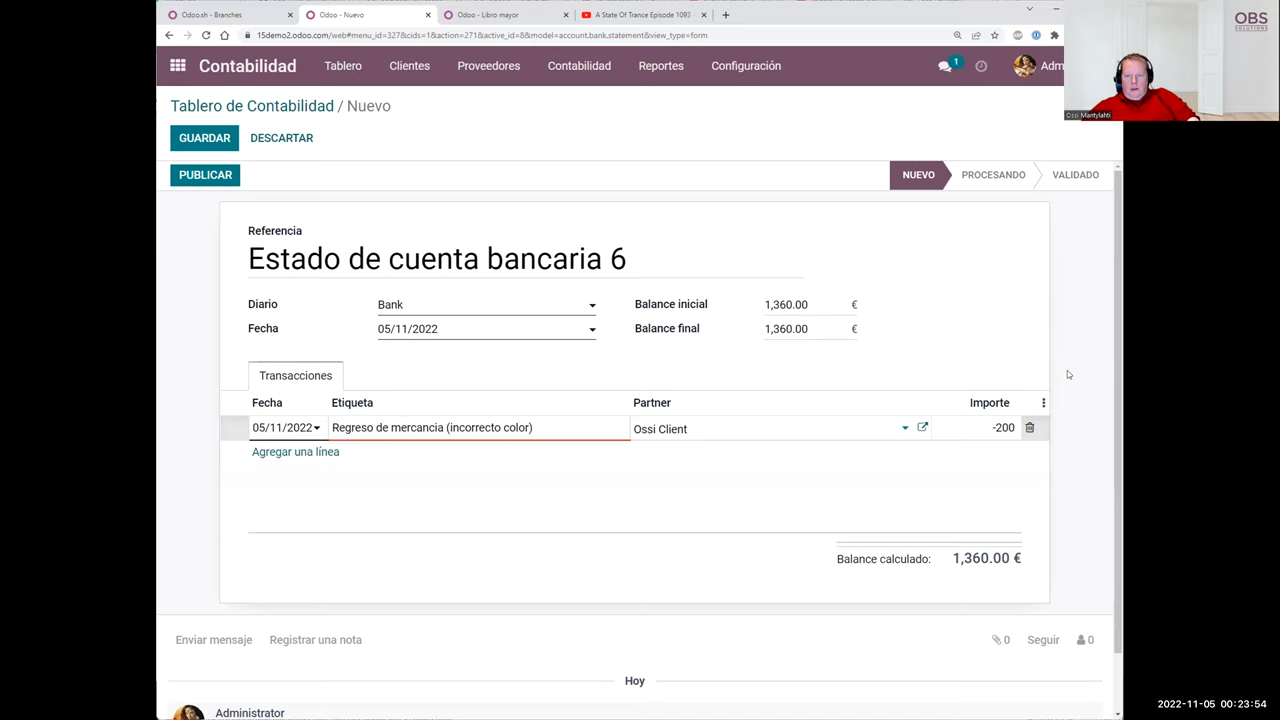 Odoo.sh - Branches
Odoo - Nuevo
Odoo - Libro mayor
A State Of Trance Episode 1093
15demo2.odoo.com/web#menu_id=327&cids=1&action=271&active_id=8&model=account.bank.statement&view_type=form
Contabilidad Tablero Clientes Proveedores Contabilidad Reportes Configuración 1 Adm
OBS
SOLUTIONS
Ossi Mantylahti
Tablero de Contabilidad / Nuevo
GUARDAR DESCARTAR
PUBLICAR NUEVO PROCESANDO VALIDADO
Referencia
Estado de cuenta bancaria 6
Diario Bank Balance inicial 1,360.00 €
Fecha 05/11/2022 Balance final 1,360.00 €
Transacciones
Fecha Etiqueta Partner Importe
05/11/2022 Regreso de mercancia (incorrecto color) Ossi Client -200
Agregar una línea
Balance calculado: 1,360.00 €
Enviar mensaje Registrar una nota 0 Seguir 0
Hoy
Administrator
2022-11-05 00:23:54